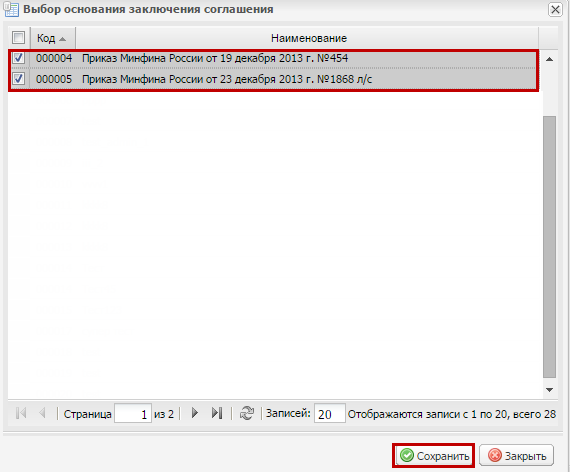 Выбор основания заключения соглашения
Код Наименование
000004 Приказ Минфина России от 19 декабря 2013 г. №454
000005 Приказ Минфина России от 23 декабря 2013 г. №1868 л/с
Страница 1 из 2 Записей: 20 Отображаются записи с 1 по 20, всего 28
Сохранить Закрыть